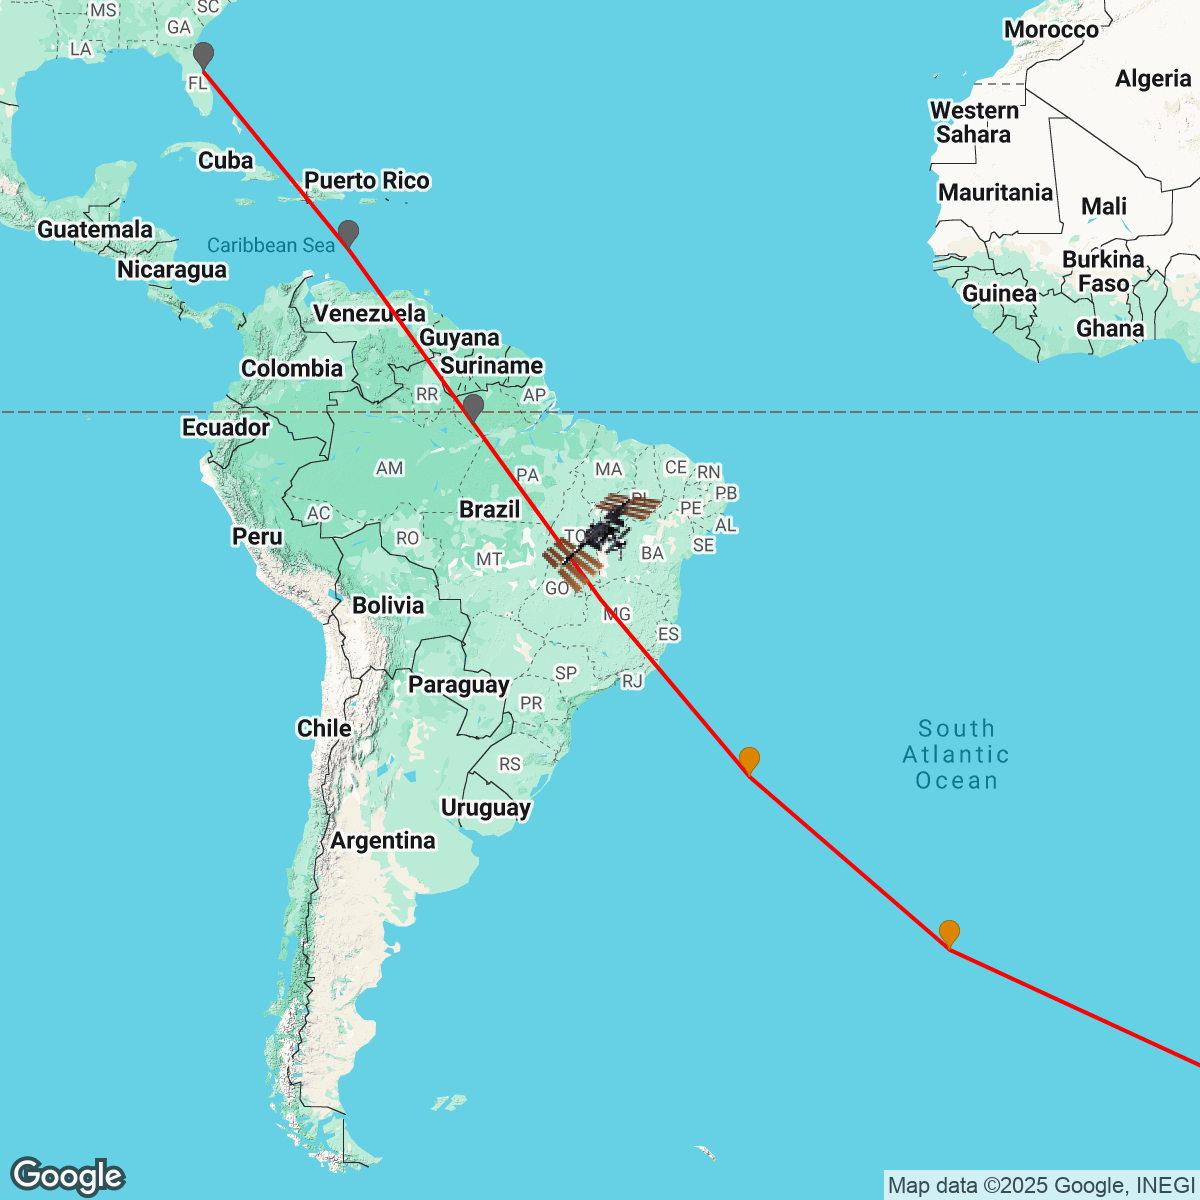 MS
SC
GA
LA
FL
Morocco
Algeria
Western
Sahara
Cuba
Puerto Rico
Mauritania
Mali
Guatemala
Caribbean Sea
Nicaragua
Burkina
Faso
Guinea
Ghana
Venezuela
Guyana
Suriname
Colombia
RR
AP
Ecuador
AM
PA
MA
CE
RN
PI
PB
PE
AL
SE
Brazil
AC
RO
TO
BA
Peru
MT
GO
Bolivia
MG
ES
SP
RJ
Paraguay
PR
Chile
South
Atlantic
Ocean
RS
Uruguay
Argentina
Google
Map data ©2025 Google, INEGI